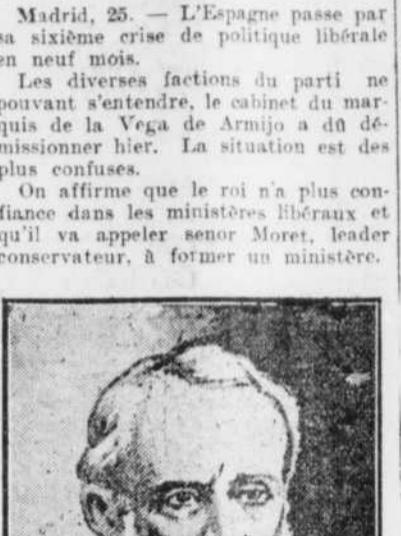 Madrid, 25. — L'Espagne passe par
sa sixième crise de politique libérale
en neuf mois.
Les diverses factions du parti ne
pouvant s'entendre, le cabinet du mar-
quis de la Vega de Armijo a dû dé-
missionner hier. La situation est des
plus confuses.
On affirme que le roi n'a plus con-
fiance dans les ministères libéraux et
qu'il va appeler senor Moret, leader
conservateur, à former un ministère.